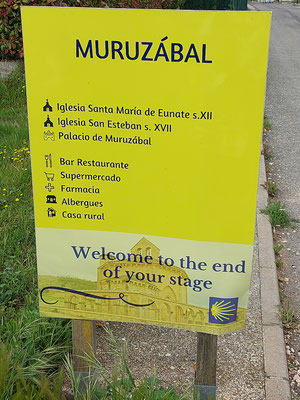 MURUZÁBAL
Iglesia Santa María de Eunate s.XII
Iglesia San Esteban s. XVII
Palacio de Muruzábal
Bar Restaurante
Supermercado
Farmacia
Albergues
Casa rural
Welcome to the end
of your stage